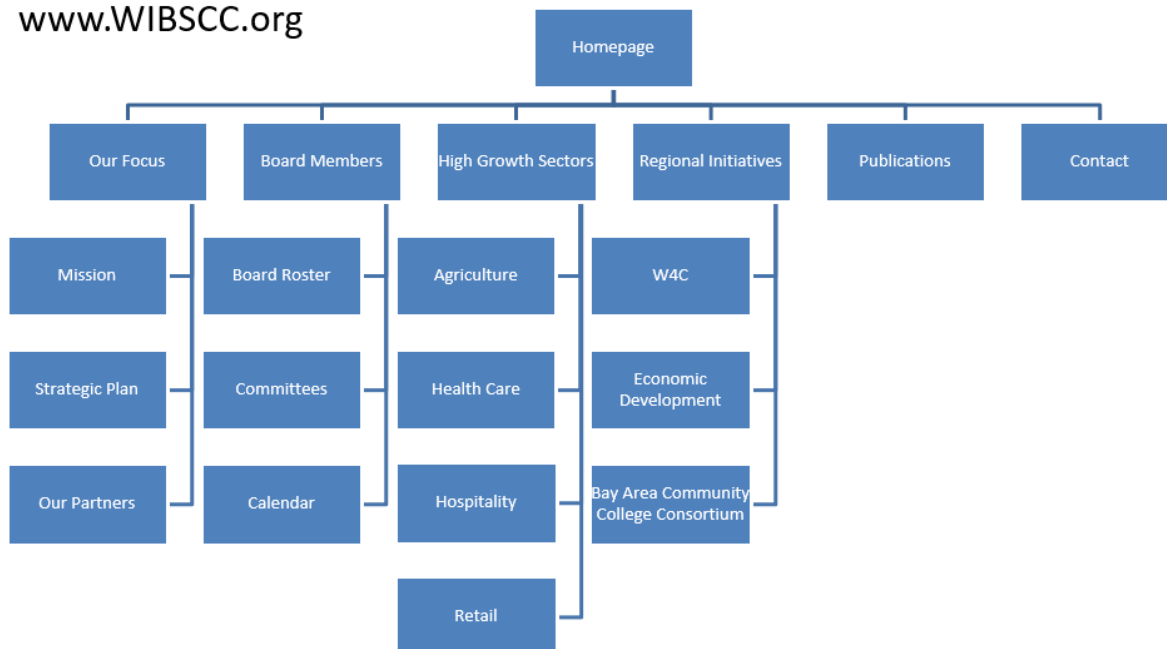 www.WIBSCC.org
Homepage
Our Focus
Board Members
High Growth Sectors
Regional Initiatives
Publications
Contact
Mission
Board Roster
Agriculture
W4C
Strategic Plan
Committees
Health Care
Economic
Development
Our Partners
Calendar
Hospitality
Bay Area Community
College Consortium
Retail